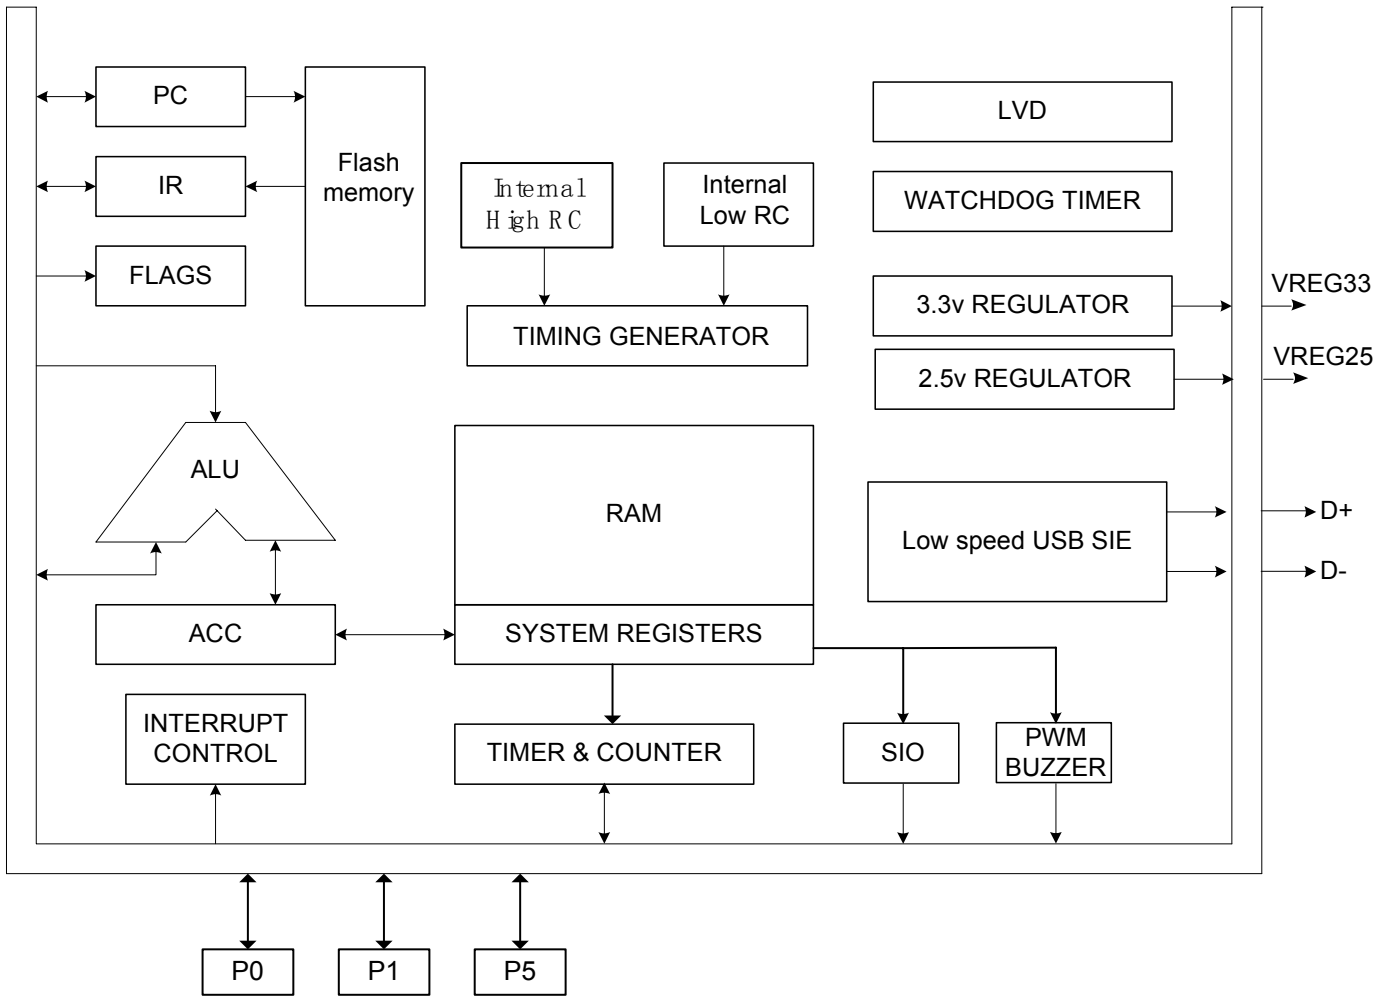 PC
IR
FLAGS
Flash
memory
Internal
High RC
Internal
Low RC
TIMING GENERATOR
LVD
WATCHDOG TIMER
3.3v REGULATOR
2.5v REGULATOR
VREG33
VREG25
ALU
RAM
Low speed USB SIE
D+
D-
ACC
SYSTEM REGISTERS
INTERRUPT
CONTROL
TIMER & COUNTER
SIO
PWM
BUZZER
P0
P1
P5